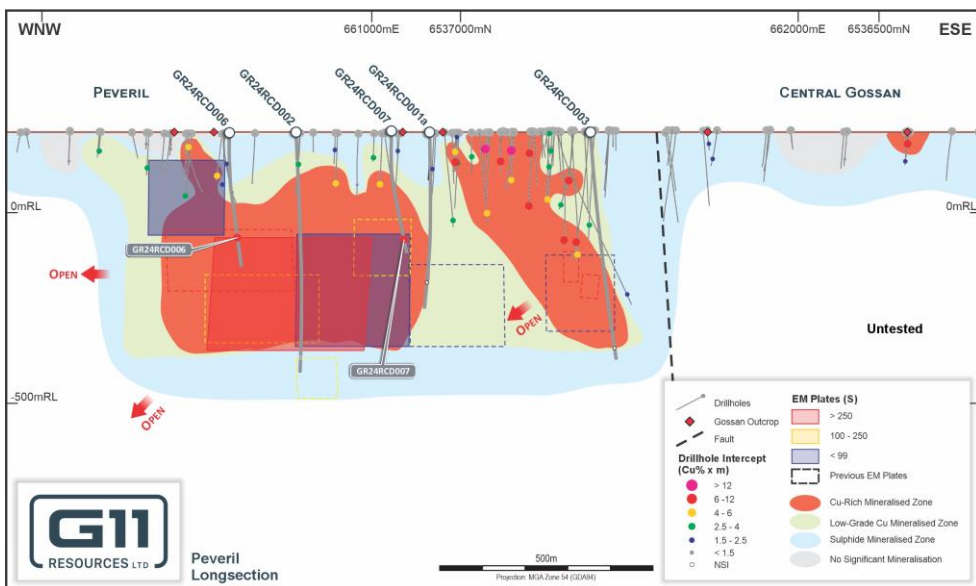 WNW
661000mE
6537000mN
662000mE
6536500mN
ESE
PEVERIL
GR24RCD006
GR24RCD002
GR24RCD007
GR24RCD001a
GR24RCD003
CENTRAL GOSSAN
0mRL
0mRL
GR24RCD006
OPEN
OPEN
Untested
GR24RCD007
-500mRL
OPEN
Drillholes
Gossan Outcrop
Fault
Drillhole Intercept
(Cu% x m)
> 12
6 -12
4 - 6
2.5 - 4
1.5 - 2.5
< 1.5
NSI
EM Plates (S)
> 250
100 - 250
< 99
Previous EM Plates
Cu-Rich Mineralised Zone
Low-Grade Cu Mineralised Zone
Sulphide Mineralised Zone
No Significant Mineralisation
G11
RESOURCES LTD
Peveril
Longsection
500m
Projection: MGA Zone 54 (GDA94)